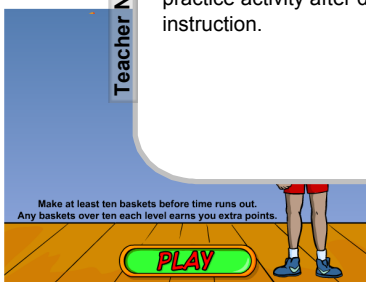 practice activity after
instruction.
Teacher
Make at least ten baskets before time runs out.
Any baskets over ten each level earns you extra points.
PLAY